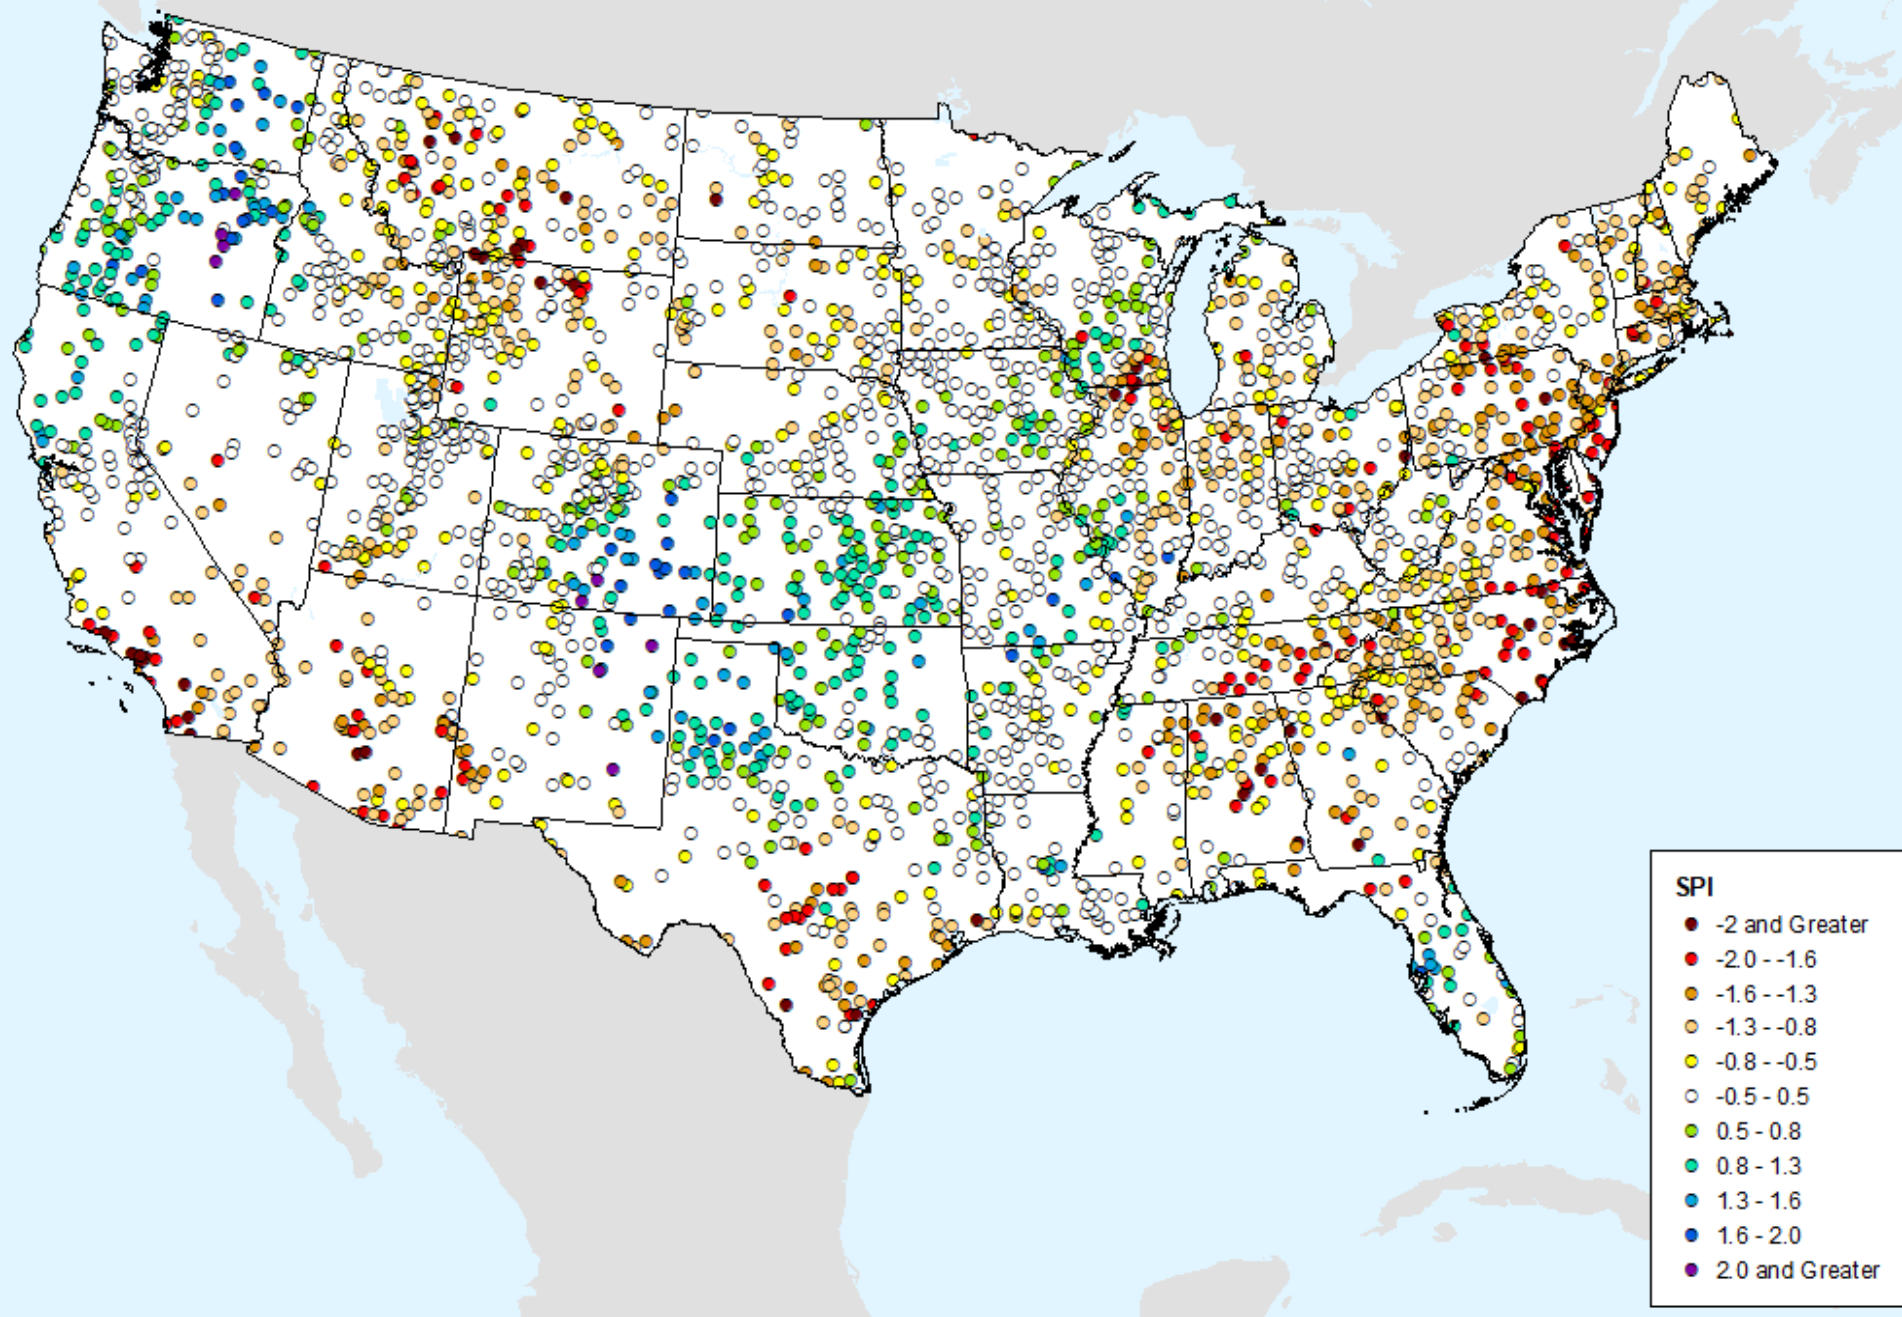 SPI
-2 and Greater
-2.0 - -1.6
-1.6 - -1.3
-1.3 - -0.8
-0.8 - -0.5
-0.5 - 0.5
0.5 - 0.8
0.8 - 1.3
1.3 - 1.6
1.6 - 2.0
2.0 and Greater